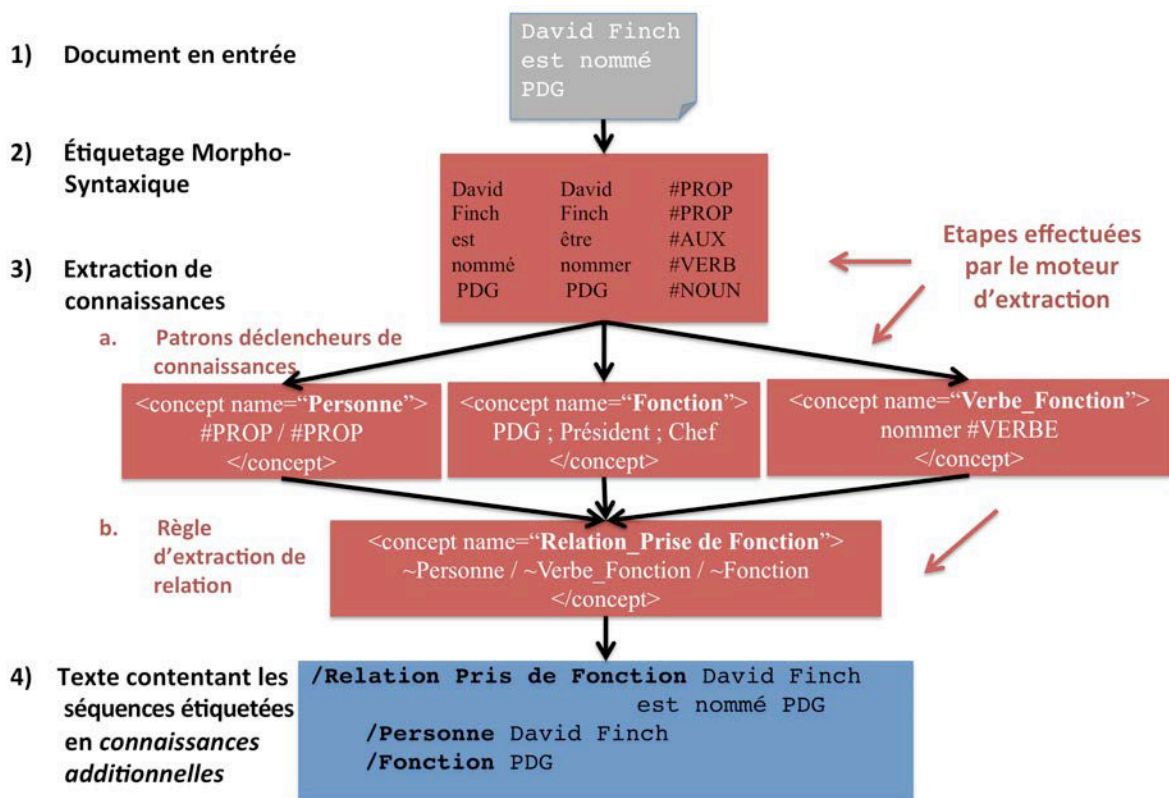 1) Document en entrée
David Finch
est nommé
PDG
2) Étiquetage Morpho-
Syntaxique
David David #PROP
Finch Finch #PROP
est être #AUX
nommé nommer #VERB
PDG PDG #NOUN
Etapes effectuées
par le moteur
d'extraction
3) Extraction de
connaissances
a. Patrons déclencheurs de
connaissances
<concept name="Personne">
#PROP / #PROP
</concept>
<concept name="Fonction">
PDG ; Président ; Chef
</concept>
<concept name="Verbe_Fonction">
nommer #VERBE
</concept>
b. Règle
d'extraction de
relation
<concept name="Relation_Prise de Fonction">
~Personne / ~Verbe_Fonction / ~Fonction
</concept>
4) Texte contentant les
séquences étiquetées
en connaissances
additionnelles
/Relation Pris de Fonction David Finch
est nommé PDG
/Personne David Finch
/Fonction PDG